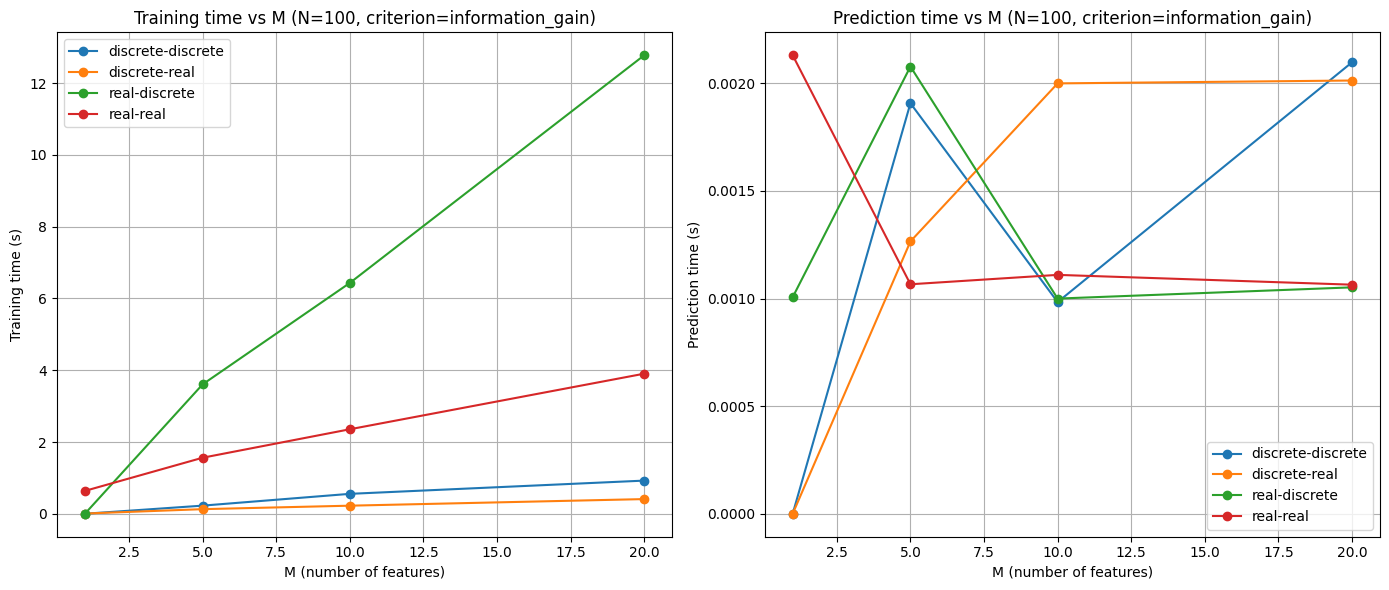 Training time vs M (N=100, criterion=information_gain)
discrete-discrete
discrete-real
real-discrete
real-real
Training time (s)
12
10
8
6
4
2
0
2.5
5.0
7.5
10.0
12.5
15.0
17.5
20.0
M (number of features)
Prediction time vs M (N=100, criterion=information_gain)
Prediction time (s)
0.0020
0.0015
0.0010
0.0005
0.0000
discrete-discrete
discrete-real
real-discrete
real-real
2.5
5.0
7.5
10.0
12.5
15.0
17.5
20.0
M (number of features)